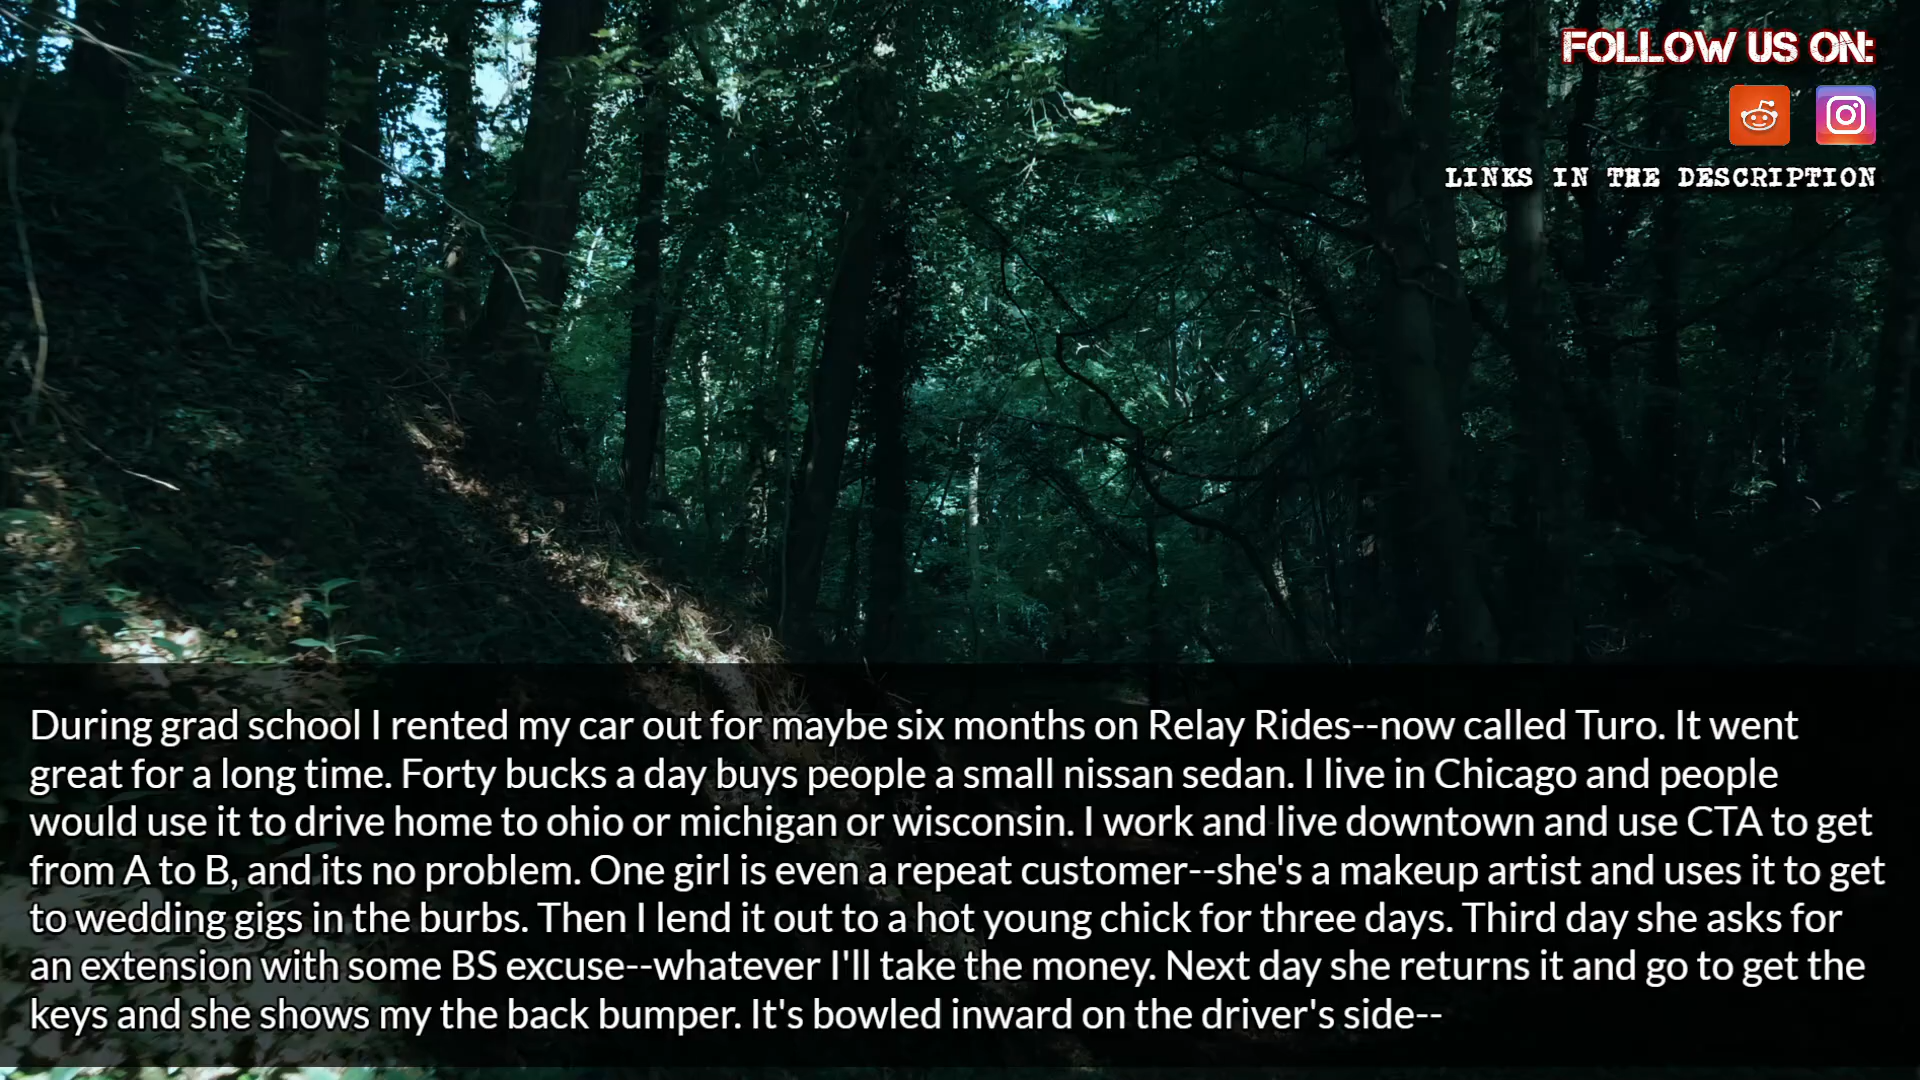 FOLLOW US ON:
LINKS IN THE DESCRIPTION
During grad school I rented my car out for maybe six months on Relay Rides--now called Turo. It went
great for a long time. Forty bucks a day buys people a small nissan sedan. I live in Chicago and people
would use it to drive home to ohio or michigan or wisconsin. I work and live downtown and use CTA to get
from A to B, and its no problem. One girl is even a repeat customer--she's a makeup artist and uses it to get
to wedding gigs in the burbs. Then I lend it out to a hot young chick for three days. Third day she asks for
an extension with some BS excuse--whatever I'll take the money. Next day she returns it and go to get the
keys and she shows my the back bumper. It's bowled inward on the driver's side--